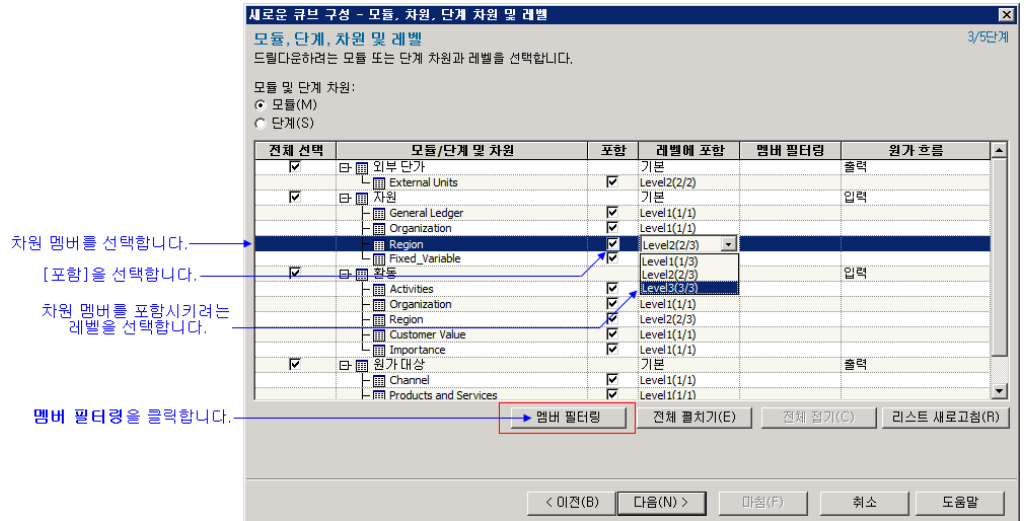 새로운 큐브 구성 - 모듈, 차원, 단계 차원 및 레벨
모듈, 단계, 차원 및 레벨
3/5단계
드릴다운하려는 모듈 또는 단계 차원과 레벨을 선택합니다.
모듈 및 단계 차원:
모듈(M)
단계(S)
전체 선택 모듈/단계 및 차원 포함 레벨에 포함 멤버 필터링 원가 흐름
외부 단가 기본 출력
External Units Level2(2/2)
자원 기본 입력
General Ledger Level1(1/1)
Organization Level1(1/1)
차원 멤버를 선택합니다.
Region Level2(2/3)
Fixed_Variable
Level1(1/3)
Level2(2/3)
Level3(3/3)
[포함]을 선택합니다.
활동 입력
Activities
Organization Level1(1/1)
차원 멤버를 포함시키려는
레벨을 선택합니다.
Region Level2(2/3)
Customer Value Level1(1/1)
Importance Level1(1/1)
원가대상 기본 출력
Channel Level1(1/1)
Products and Services Level1(1/1)
멤버 필터링을 클릭합니다.
멤버 필터링 전체 펼치기(E) 전체 접기(C) 리스트 새로고침(R)
< 이전(B) 다음(N) > 마침(F) 취소 도움말